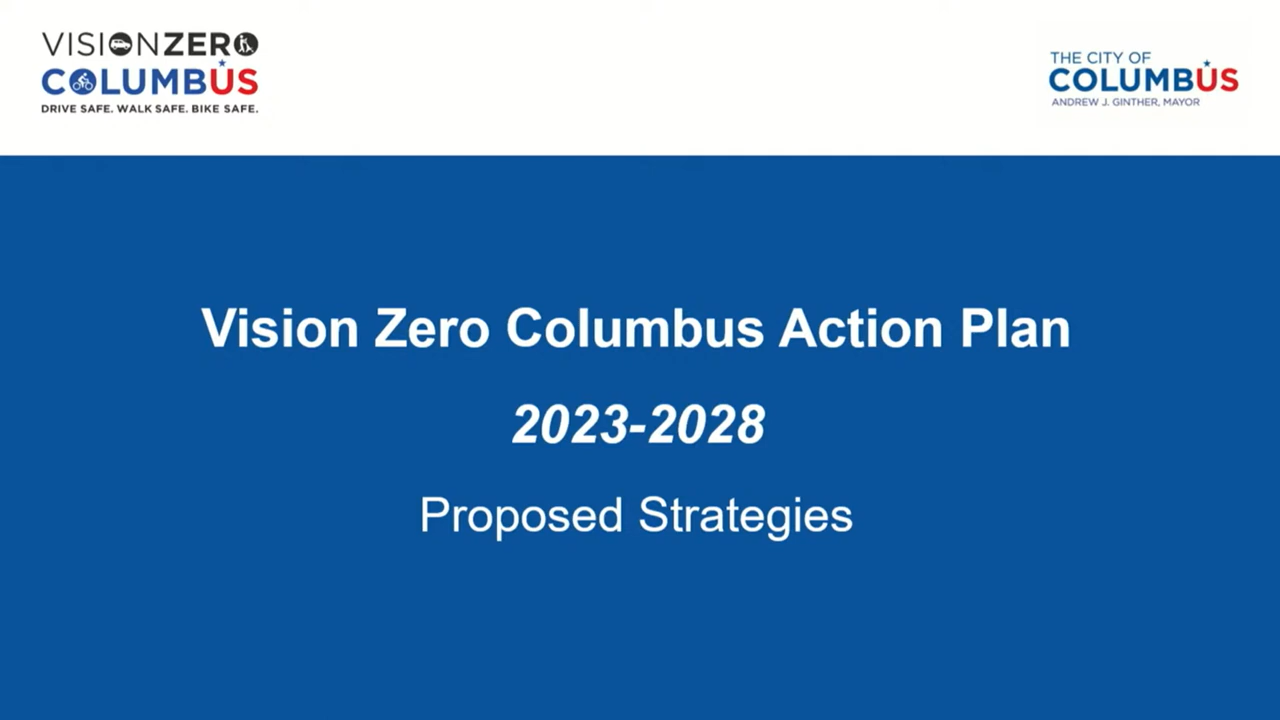 VISIONZERO
COLUMBUS
DRIVE SAFE. WALK SAFE. BIKE SAFE.
THE CITY OF
COLUMBUS
ANDREW J. GINTHER, MAYOR
Vision Zero Columbus Action Plan
2023-2028
Proposed Strategies